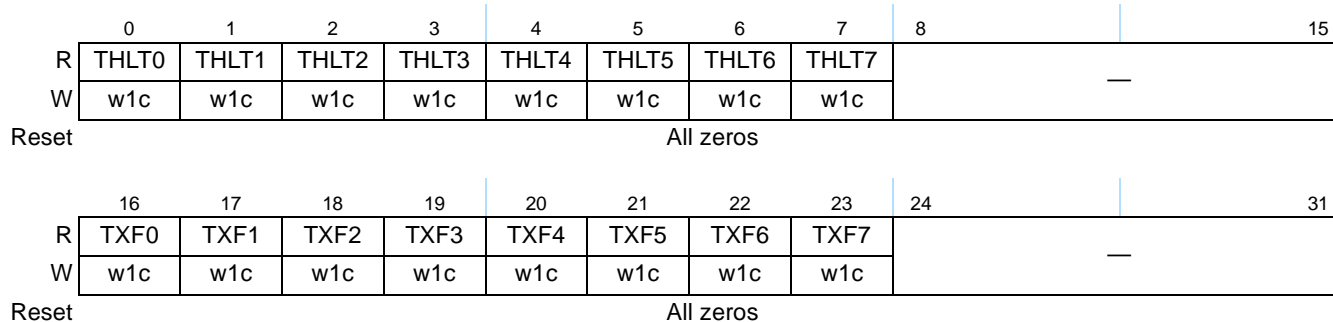 0 1 2 3 4 5 6 7 8 15
R THLT0 THLT1 THLT2 THLT3 THLT4 THLT5 THLT6 THLT7 —
W w1c w1c w1c w1c w1c w1c w1c w1c
Reset All zeros
16 17 18 19 20 21 22 23 24 31
R TXF0 TXF1 TXF2 TXF3 TXF4 TXF5 TXF6 TXF7 —
W w1c w1c w1c w1c w1c w1c w1c w1c
Reset All zeros